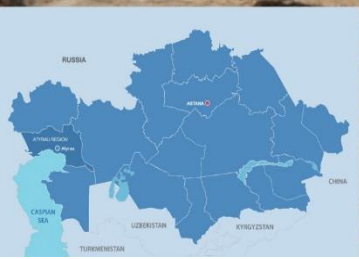 RUSSIA
ASTANA
ATYRAU REGION
Atyrau
CASPIAN
SEA
CHINA
UZBEKISTAN
KYRGYZSTAN
TURKMENISTAN